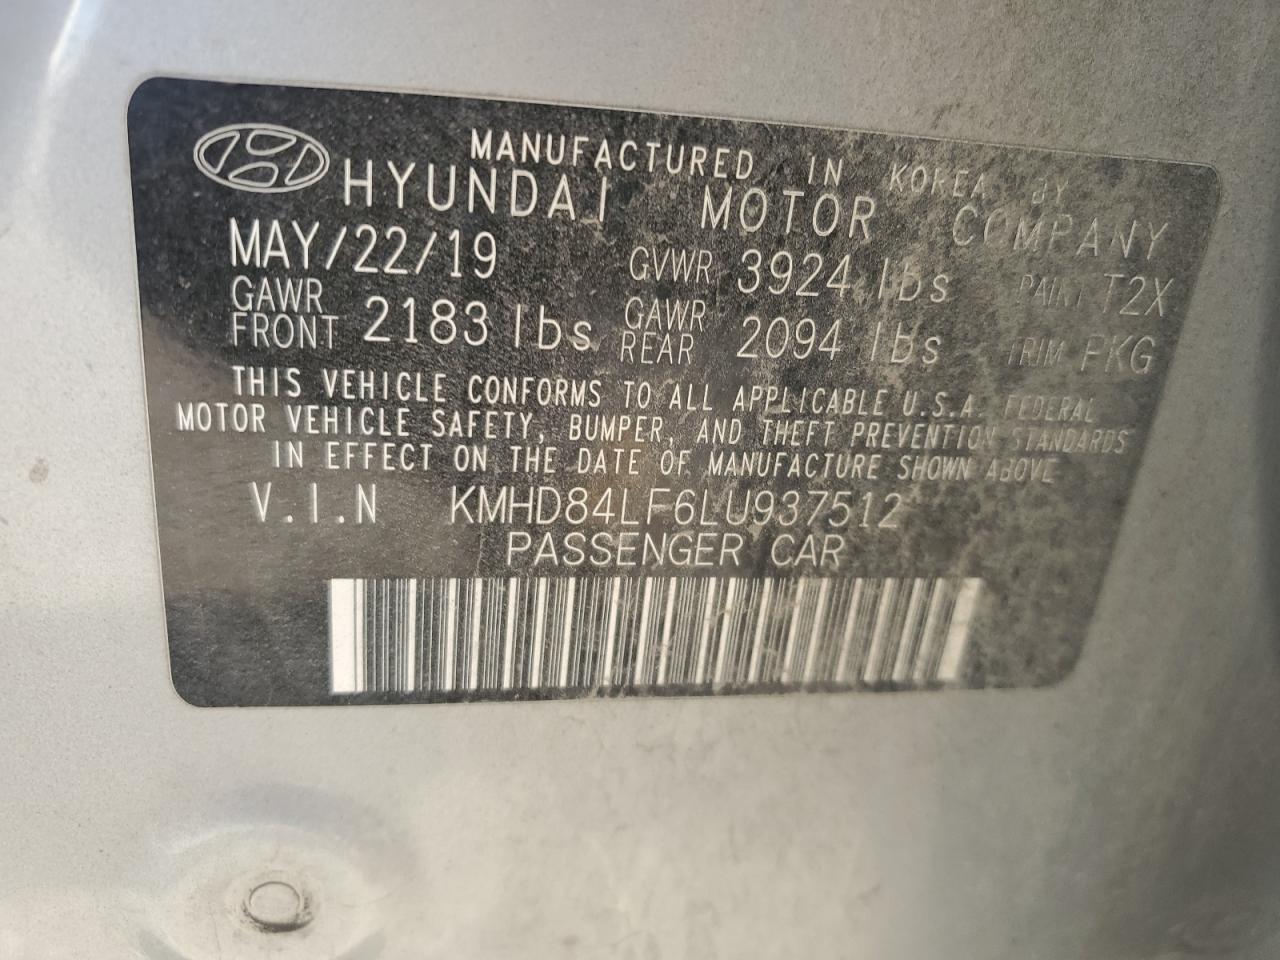 MANUFACTURED IN KOREA BY
HYUNDAI MOTOR COMPANY
MAY/22/19 GVWR 3924 lbs PAINT T2X
GAWR FRONT 2183 lbs GAWR REAR 2094 lbs TRIM PKG
THIS VEHICLE CONFORMS TO ALL APPLICABLE U.S.A. FEDERAL
MOTOR VEHICLE SAFETY, BUMPER, AND THEFT PREVENTION STANDARDS
IN EFFECT ON THE DATE OF MANUFACTURE SHOWN ABOVE
V.I.N KMHD84LF6LU937512
PASSENGER CAR